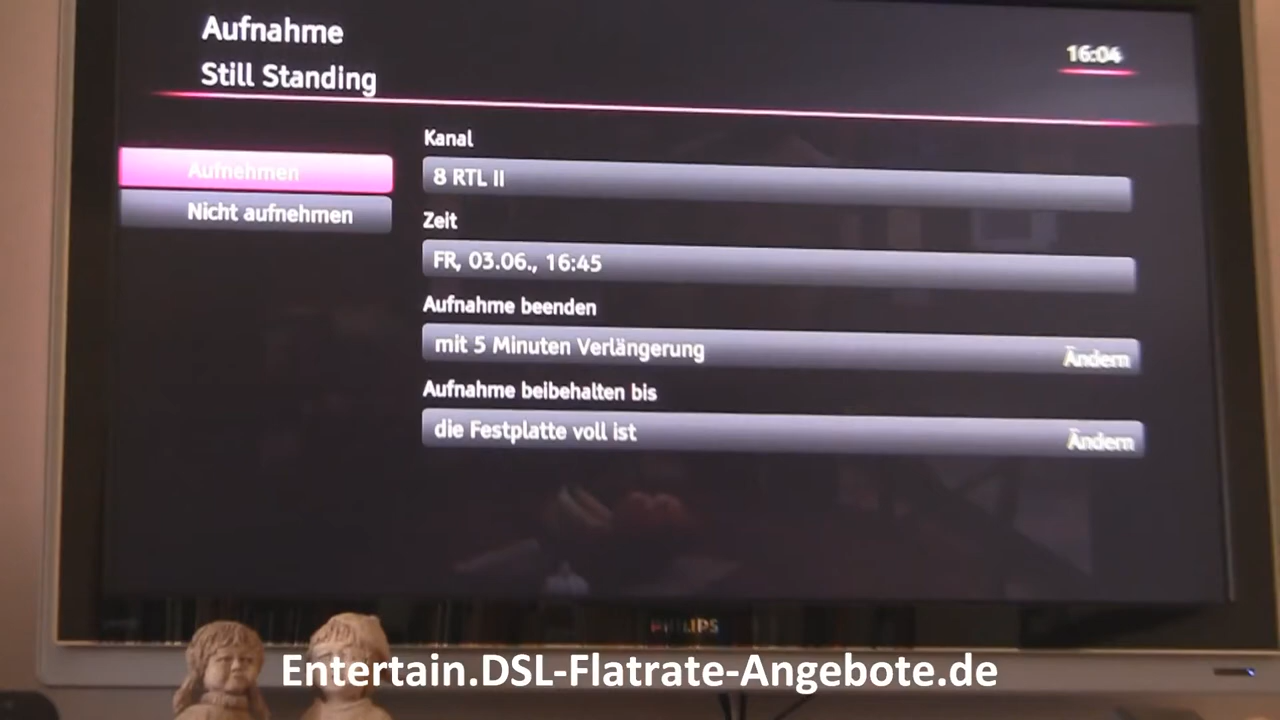 Aufnahme
Still Standing
16:04
Aufnehmen
Nicht aufnehmen
Kanal
8 RTL II
Zeit
FR, 03.06., 16:45
Aufnahme beenden
mit 5 Minuten Verlängerung
Ändern
Aufnahme beibehalten bis
die Festplatte voll ist
Ändern
PHILIPS
Entertain.DSL-Flatrate-Angebote.de